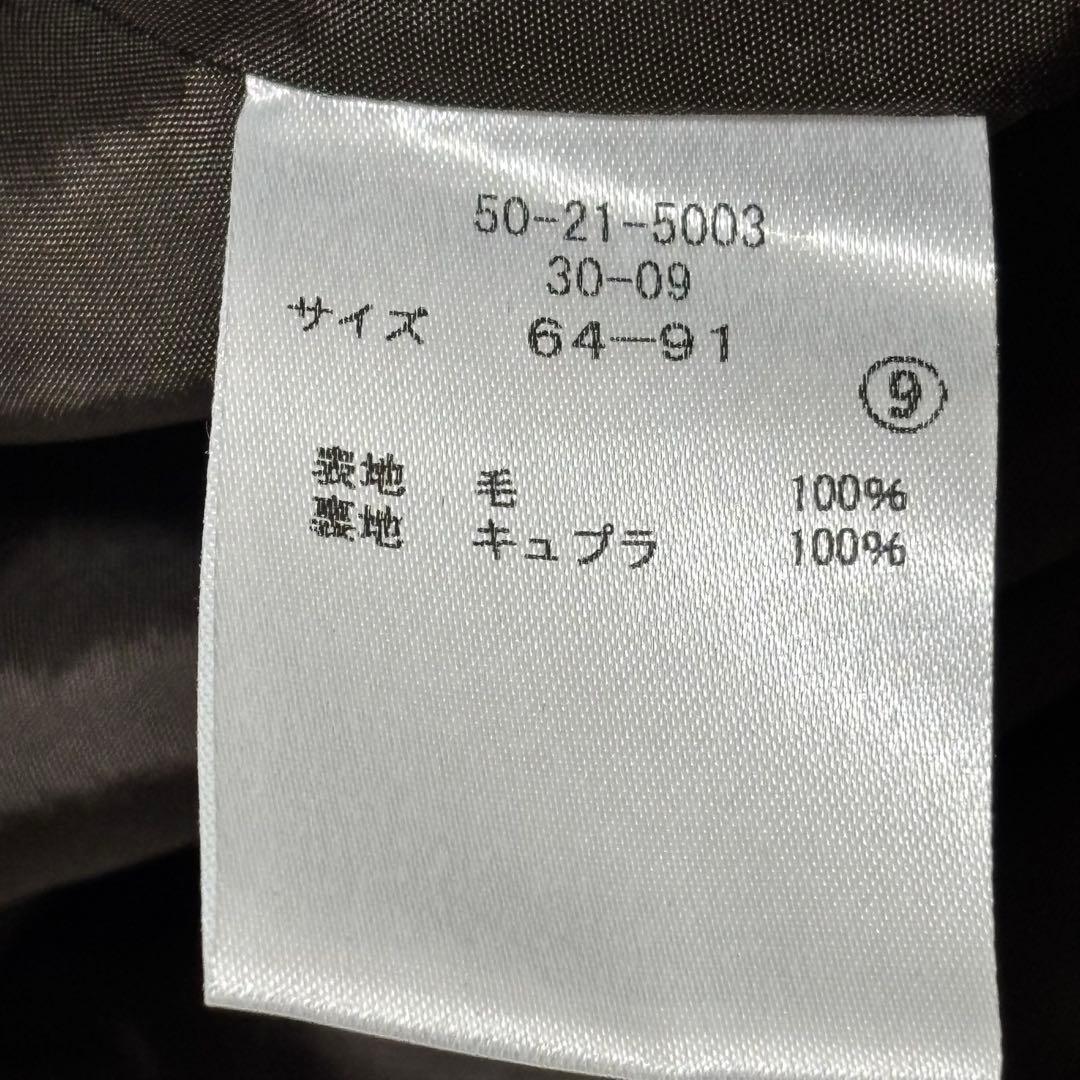 50-21-5003
30-09
サイズ 64-91
⑨
表地 毛 100%
裏地 キュプラ 100%